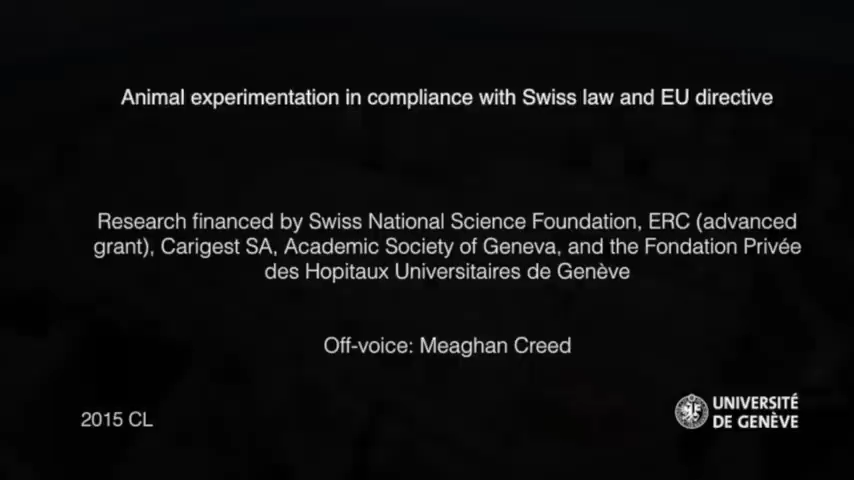 Animal experimentation in compliance with Swiss law and EU directive
Research financed by Swiss National Science Foundation, ERC (advanced
grant), Carigest SA, Academic Society of Geneva, and the Fondation Privée
des Hopitaux Universitaires de Genève
Off-voice: Meaghan Creed
2015 CL
UNIVERSITÉ
DE GENÈVE